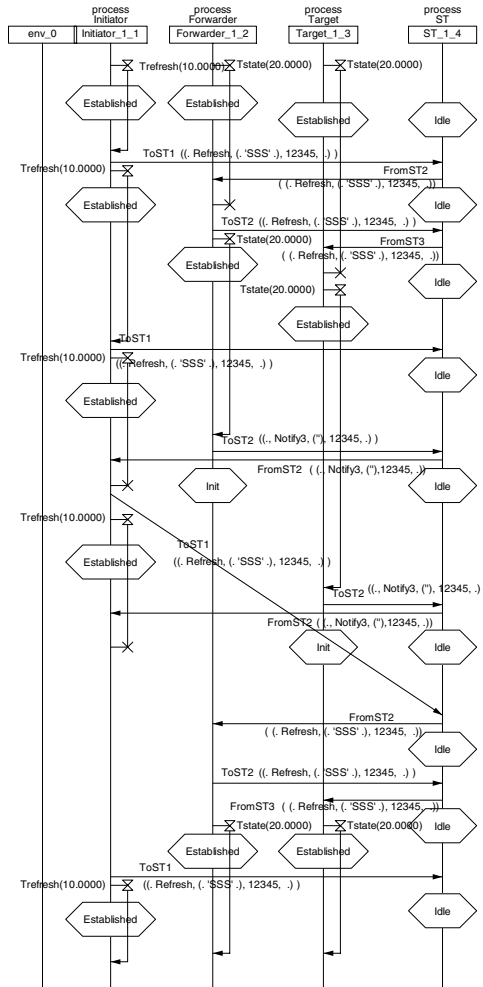 process process process process
Initiator Forwarder Target ST
env_0 Initiator_1_1 Forwarder_1_2 Target_1_3 ST_1_4
Trefresh(10.0000) Tstate(20.0000) Tstate(20.0000)
Established Established Established Idle
ToST1 ((. Refresh, (. 'SSS' .), 12345, .) )
Trefresh(10.0000) FromST2
( (. Refresh, (. 'SSS' .), 12345, .))
Established Idle
ToST2 ((. Refresh, (. 'SSS' .), 12345, .) )
Tstate(20.0000) FromST3
( (. Refresh, (. 'SSS' .), 12345, .))
Established Idle
Tstate(20.0000)
Established
ToST1
Trefresh(10.0000) ((. Refresh, (. 'SSS' .), 12345, .) )
Idle
Established
ToST2 ((., Notify3, (''), 12345, .) )
FromST2 ( (., Notify3, (''),12345, .))
Init Idle
Trefresh(10.0000)
ToST1
Established ((. Refresh, (. 'SSS' .), 12345, .) ) Idle
ToST2 ((., Notify3, (''), 12345, .)
FromST2 ( (., Notify3, (''),12345, .))
Init Idle
FromST2
( (. Refresh, (. 'SSS' .), 12345, .))
Idle
ToST2 ((. Refresh, (. 'SSS' .), 12345, .) )
FromST3 ( (. Refresh, (. 'SSS' .), 12345, .))
Tstate(20.0000) Tstate(20.0000) Idle
Established Established
ToST1
Trefresh(10.0000) ((. Refresh, (. 'SSS' .), 12345, .) )
Established Idle